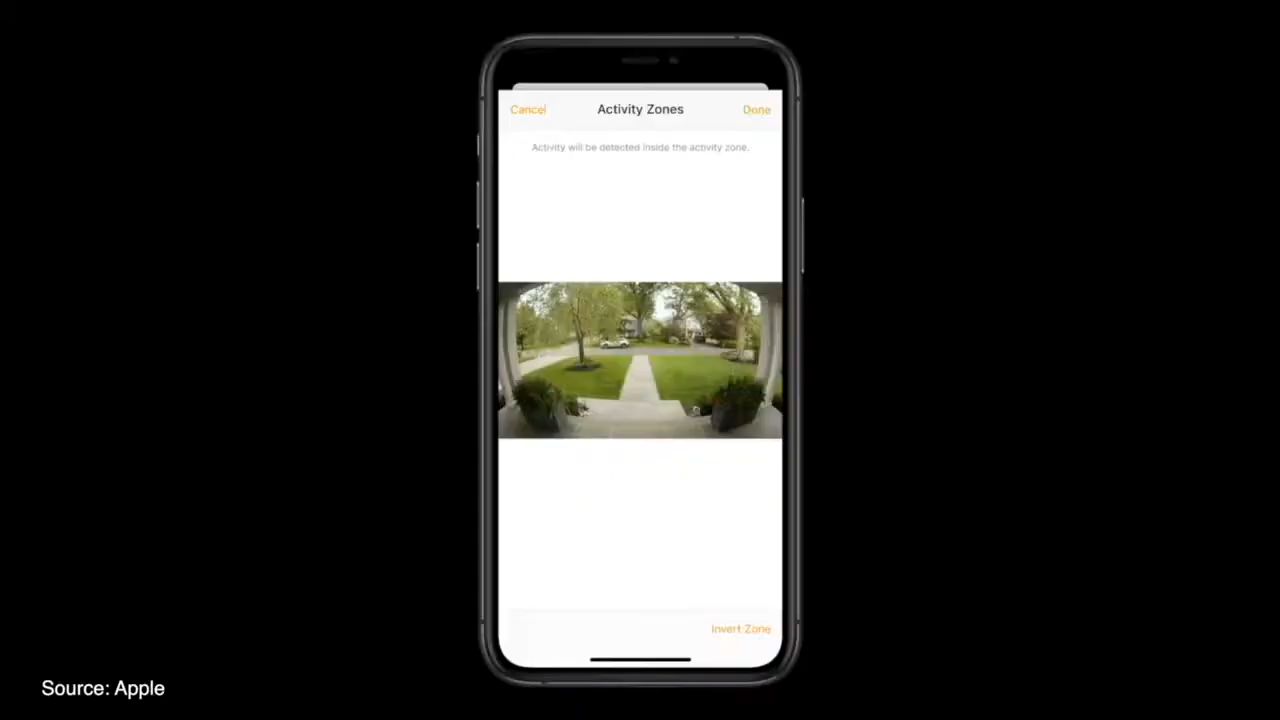 Cancel Activity Zones Done
Activity will be detected inside the activity zone.
Invert Zone
Source: Apple